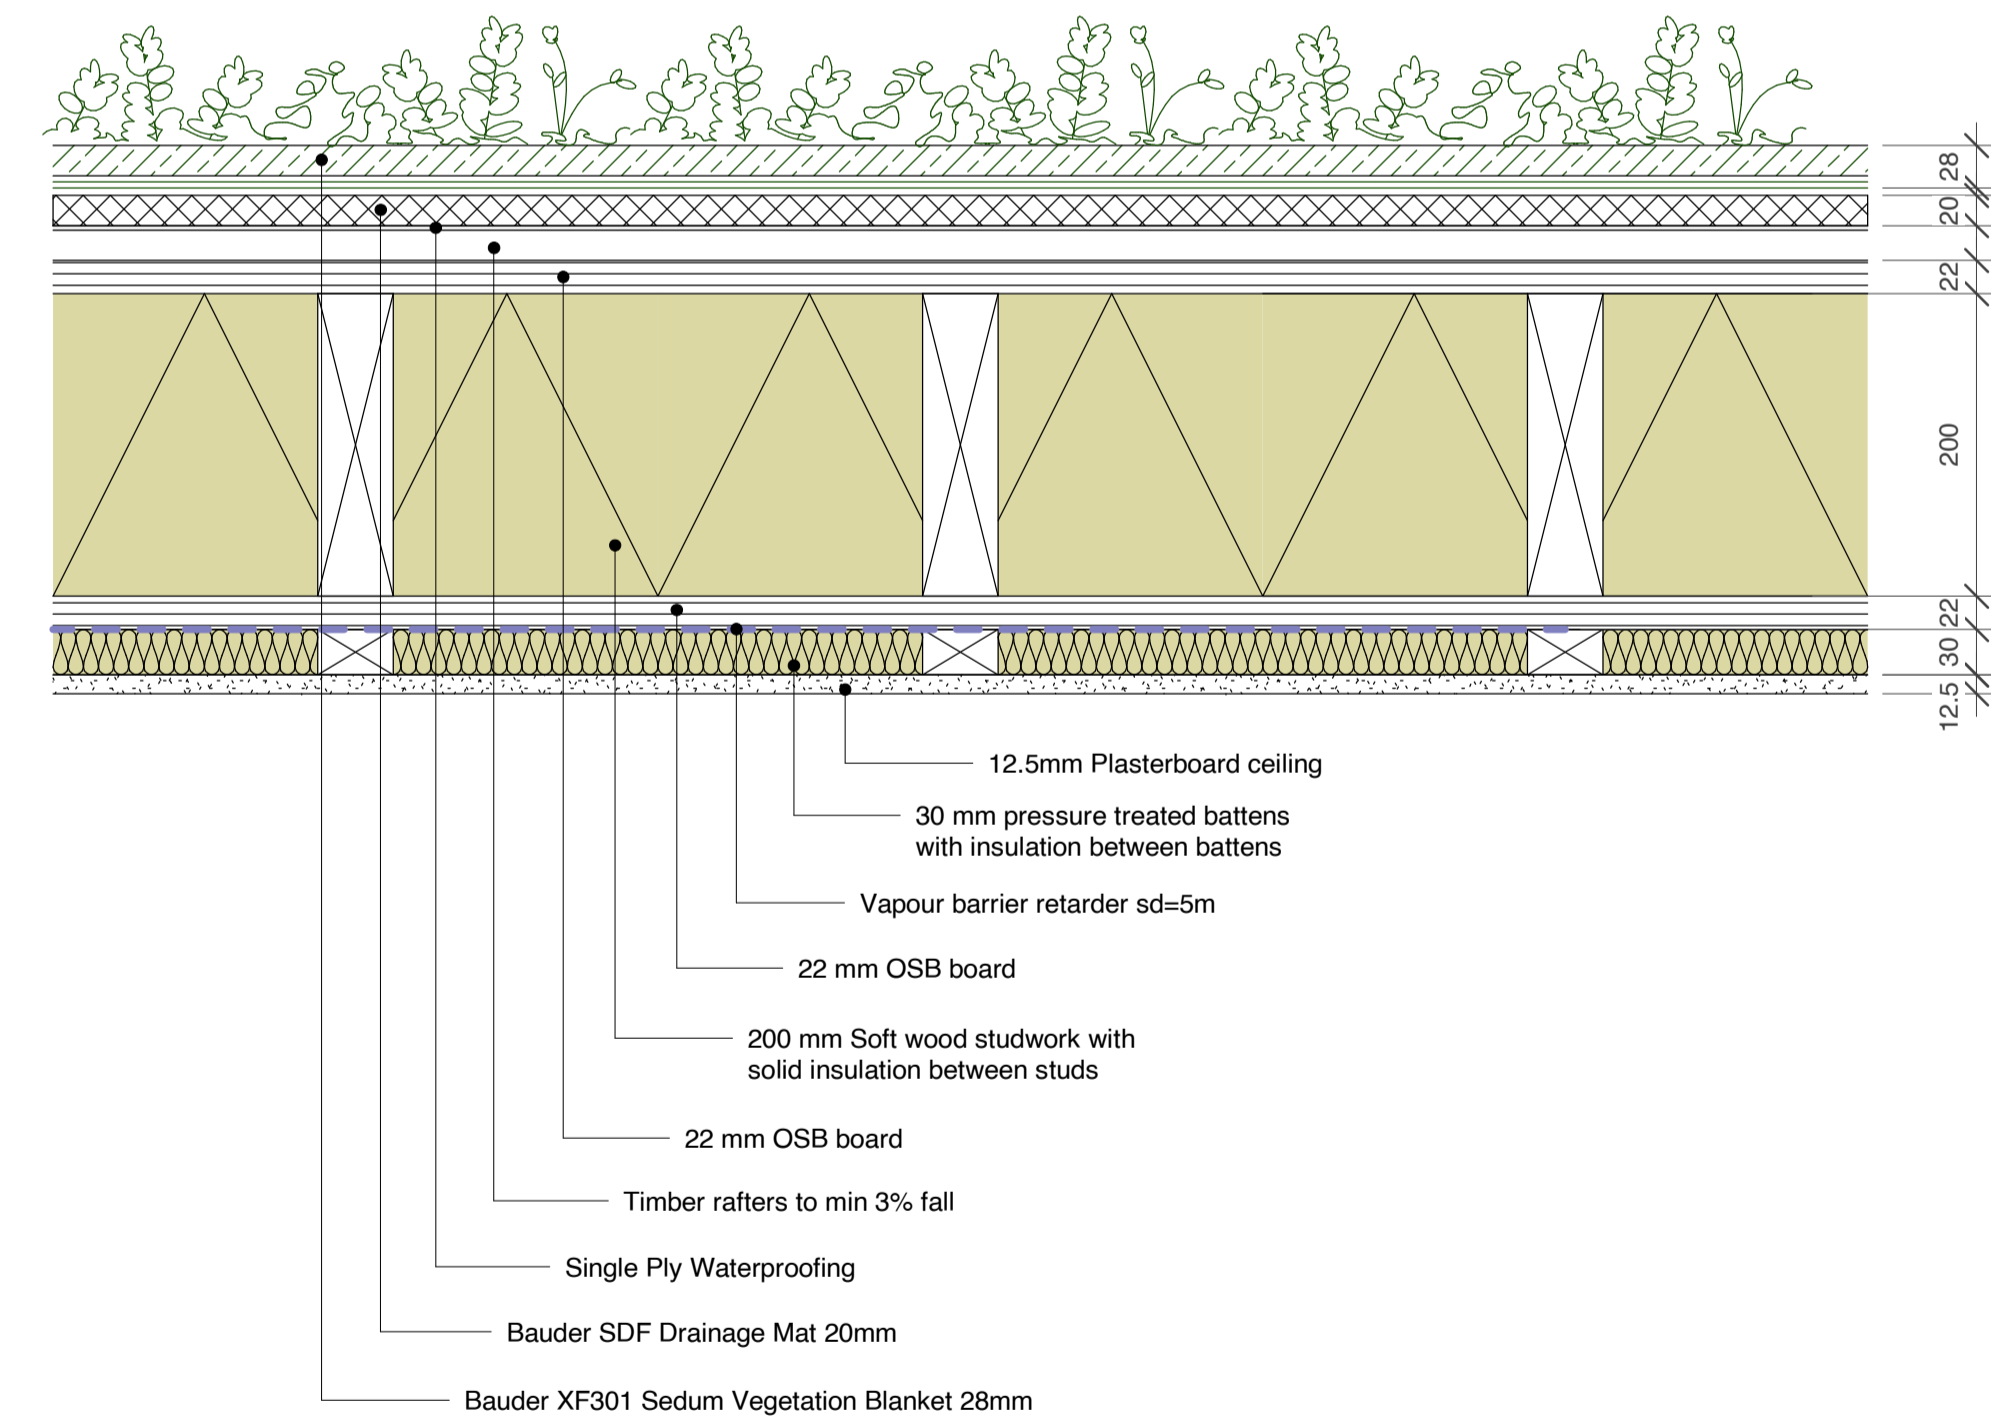 28
20
22
200
22
30
12.5
12.5mm Plasterboard ceiling
30 mm pressure treated battens
with insulation between battens
Vapour barrier retarder sd=5m
22 mm OSB board
200 mm Soft wood studwork with
solid insulation between studs
22 mm OSB board
Timber rafters to min 3% fall
Single Ply Waterproofing
Bauder SDF Drainage Mat 20mm
Bauder XF301 Sedum Vegetation Blanket 28mm